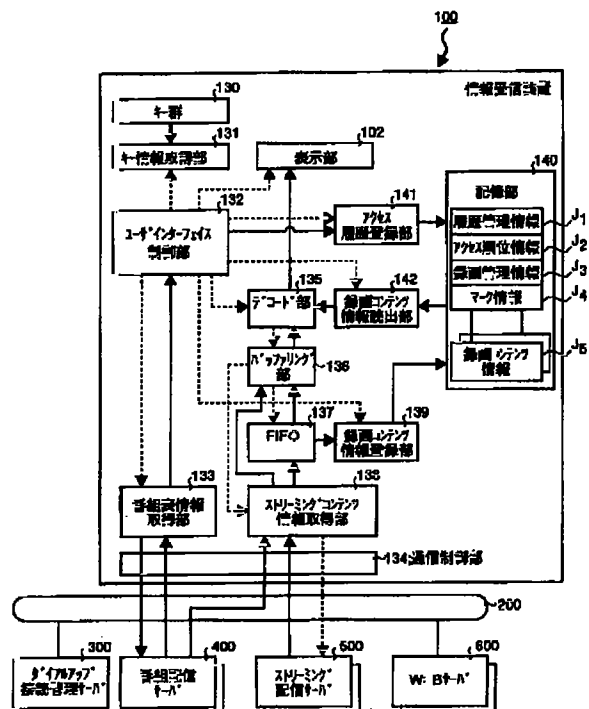 100
情報受信装置
130
キー群
131
キー情報取得部
102
表示部
132
ユーザインターフェイス
制御部
141
アクセス
履歴登録部
140
記録部
履歴管理情報
J1
アクセス順位情報
J2
録画管理情報
J3
マーク情報
J4
録画コンテンツ
情報
J5
135
デコード部
142
録画コンテンツ
情報読出部
バッファリング
部
136
137
FIFO
139
録画コンテンツ
情報登録部
133
番組表情報
取得部
138
ストリーミングコンテンツ
情報取得部
134;通信制御部
200
300
ダイアルアップ
接続管理サーバ
400
番組配信
サーバ
500
ストリーミング
配信サーバ
600
WEBサーバ